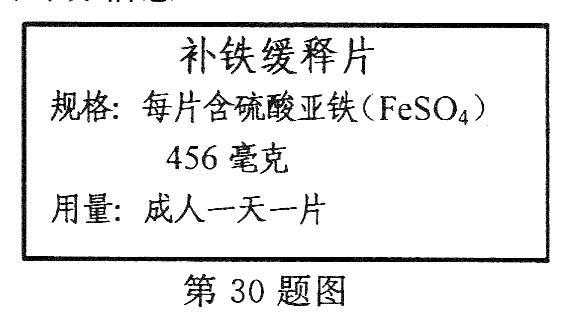 补铁缓释片
规格: 每片含硫酸亚铁(FeSO₄)
456 毫克
用量: 成人一天一片
第 30 题图